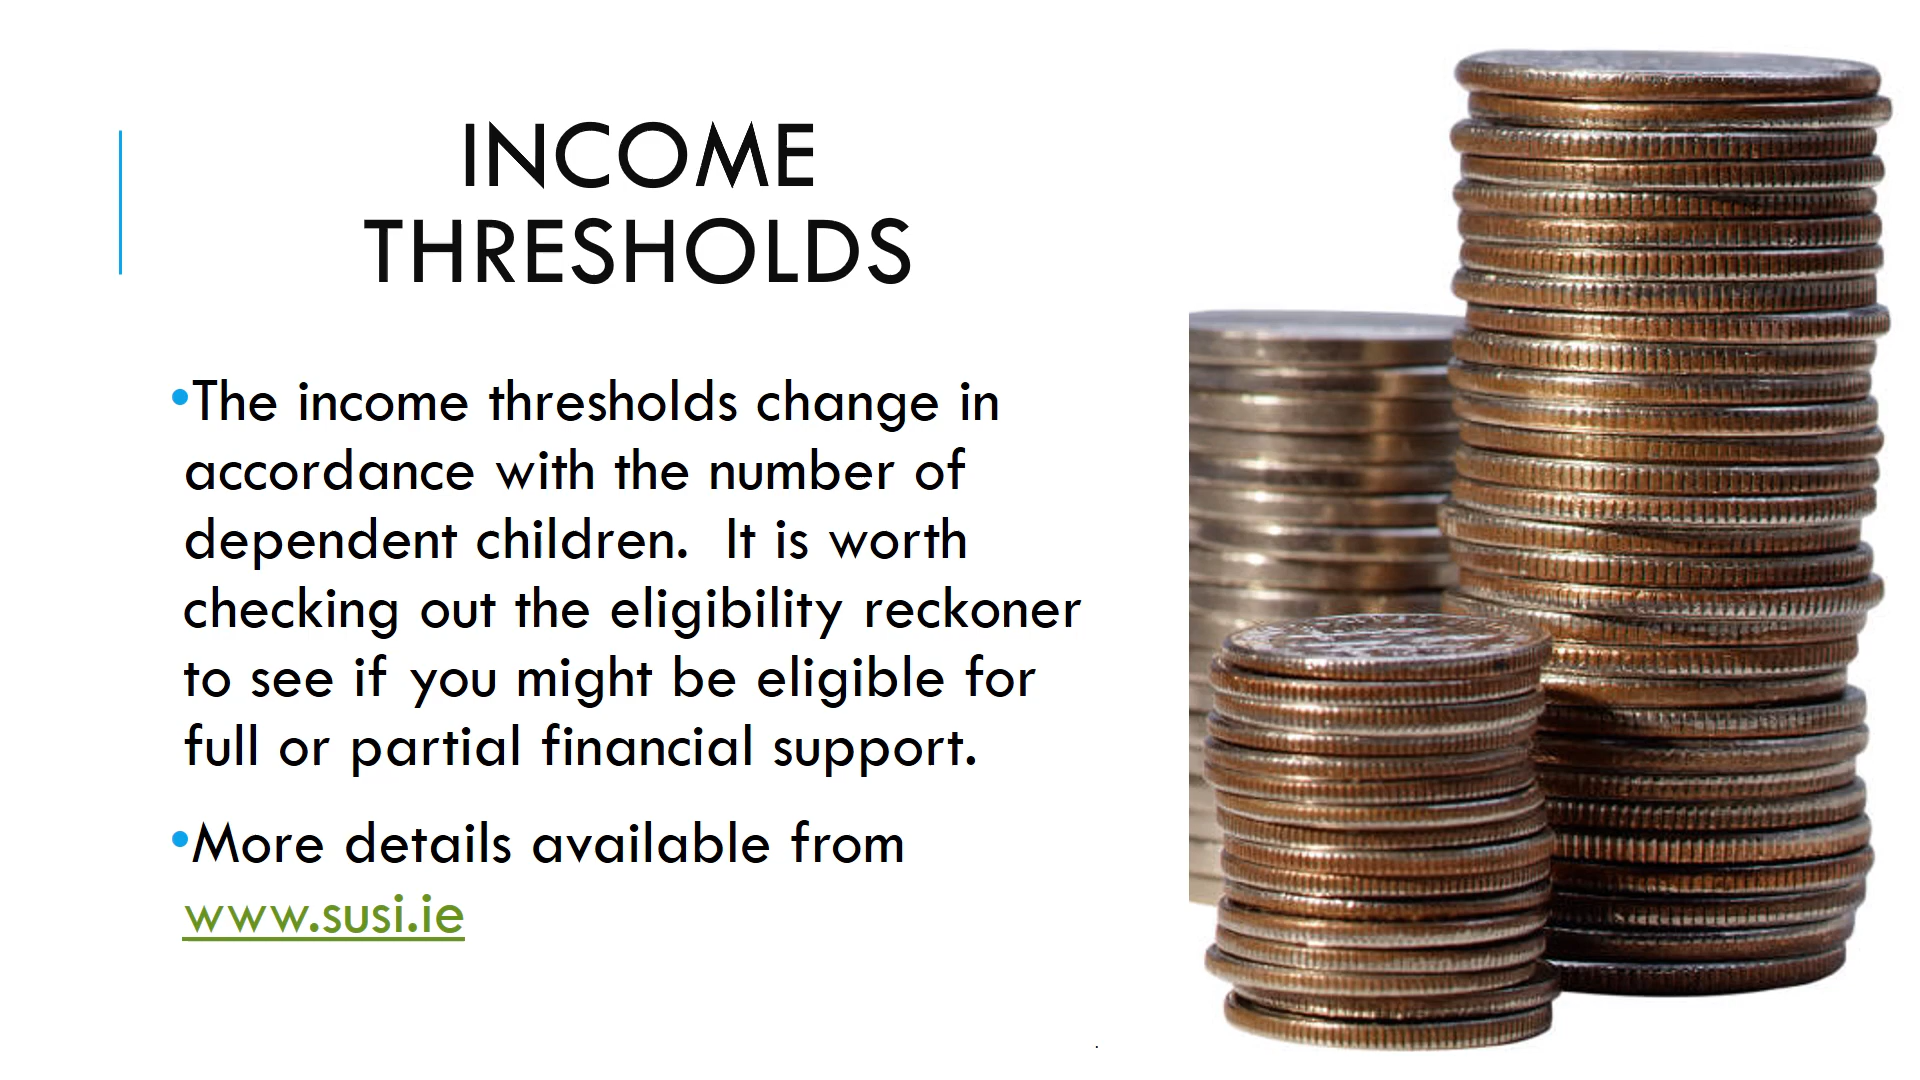 INCOME
THRESHOLDS
•The income thresholds change in
accordance with the number of
dependent children.  It is worth
checking out the eligibility reckoner
to see if you might be eligible for
full or partial financial support.
•More details available from
www.susi.ie
.